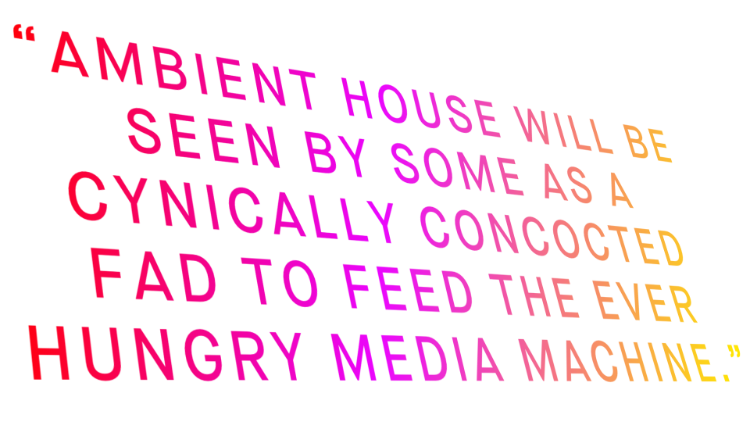 “AMBIENT HOUSE WILL BE
SEEN BY SOME AS A
CYNICALLY CONCOCTED
FAD TO FEED THE EVER
HUNGRY MEDIA MACHINE.”